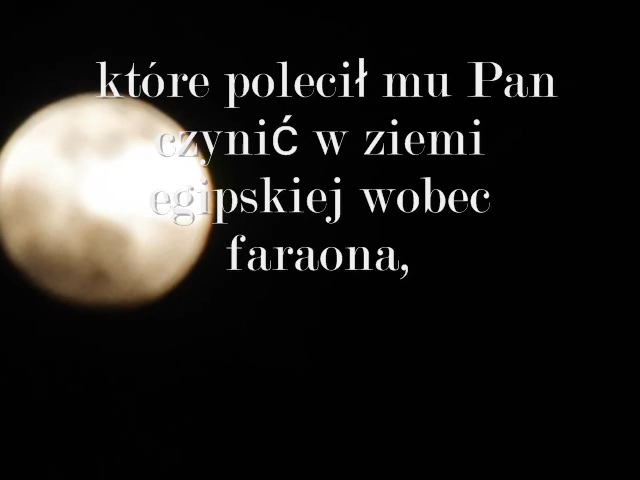 które polecił mu Pan
czynić w ziemi
egipskiej wobec
faraona,